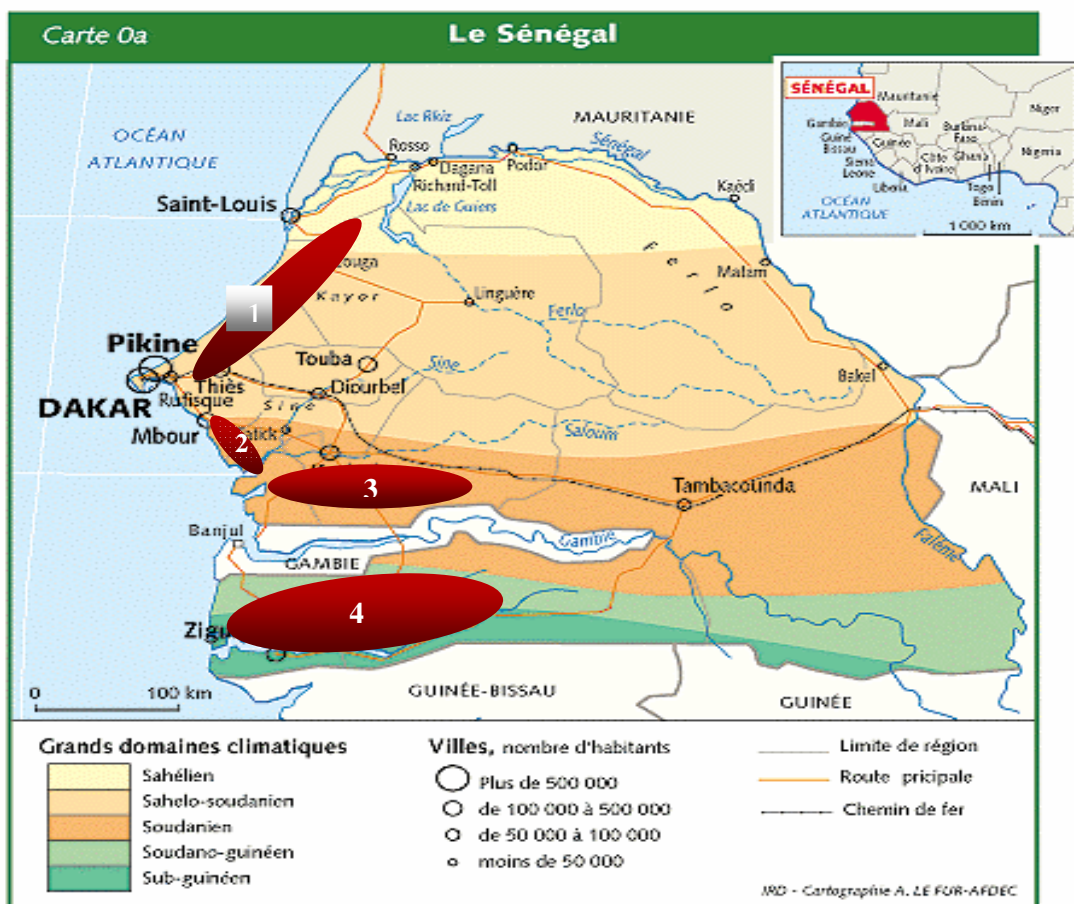 Carte 0a
Le Sénégal
OCÉAN
ATLANTIQUE
Lac Rkiz
MAURITANIE
Rosso
Dagana
Richard-Toll
Podor
Sénégal
Kaëdi
Saint-Louis
Lac de Guiers
ouga
Kayor
Linguère
Ferlo
Matam
Ferlo
1
Pikine
DAKAR
Rufisque
Thiès
Touba
Diourbel
Sine
Sine
Bakel
Mbour
2
atick
Saloum
3
Tambacounda
MALI
Banjul
GAMBIE
Gambie
Falémé
4
Zigu
0
100 km
GUINÉE-BISSAU
GUINÉE
SÉNÉGAL
Mauritanie
Niger
Gambie
Mali
Guiné
Bissau
Guinée
Burkina-
Faso
Sierra
Leone
Côte
d'Ivoire
Ghana
Nigeria
Libéria
Togo
Bénin
OCÉAN
ATLANTIQUE
1 000 km
Grands domaines climatiques
Sahélien
Sahelo-soudanien
Soudanien
Soudano-guinéen
Sub-guinéen
Villes, nombre d'habitants
Plus de 500 000
de 100 000 à 500 000
de 50 000 à 100 000
moins de 50 000
Limite de région
Route pricipale
Chemin de fer
IRD - Cartographie A. LE FUR-AFDEC